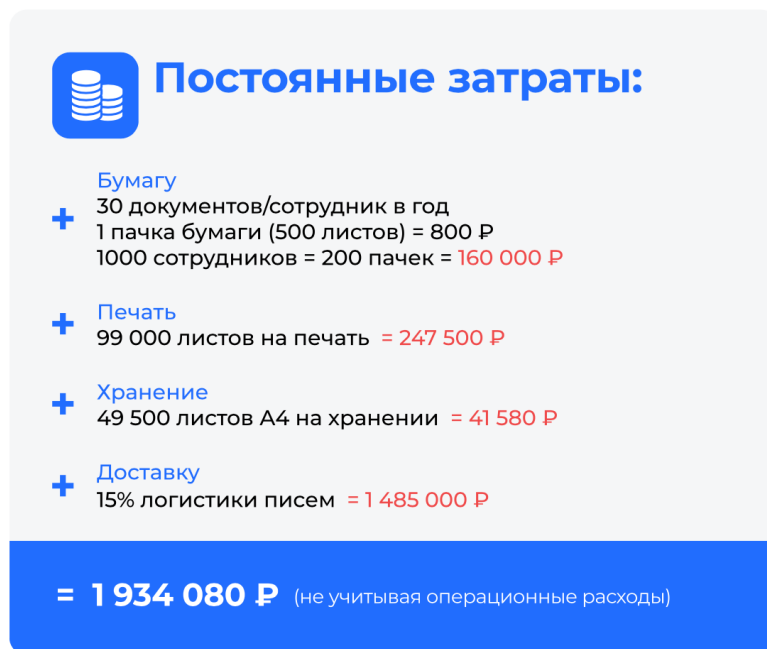 Постоянные затраты:
Бумагу
30 документов/сотрудник в год
1 пачка бумаги (500 листов) = 800 ₽
1000 сотрудников = 200 пачек = 160 000 ₽
Печать
99 000 листов на печать = 247 500 ₽
Хранение
49 500 листов А4 на хранении = 41 580 ₽
Доставку
15% логистики писем = 1 485 000 ₽
= 1 934 080 ₽ (не учитывая операционные расходы)